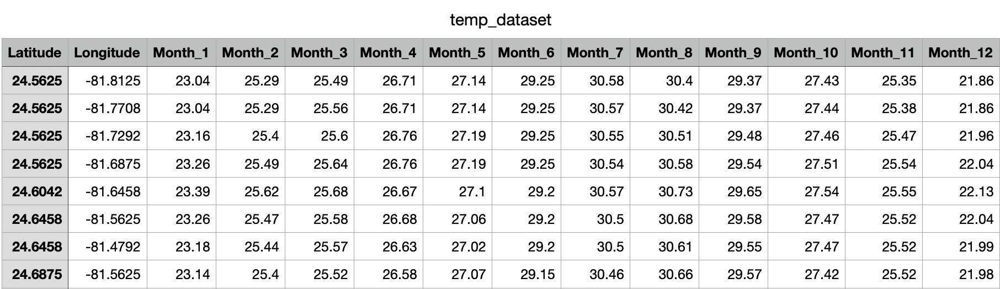 temp_dataset
Latitude Longitude Month_1 Month_2 Month_3 Month_4 Month_5 Month_6 Month_7 Month_8 Month_9 Month_10 Month_11 Month_12
24.5625 -81.8125 23.04 25.29 25.49 26.71 27.14 29.25 30.58 30.4 29.37 27.43 25.35 21.86
24.5625 -81.7708 23.04 25.29 25.56 26.71 27.14 29.25 30.57 30.42 29.37 27.44 25.38 21.86
24.5625 -81.7292 23.16 25.4 25.6 26.76 27.19 29.25 30.55 30.51 29.48 27.46 25.47 21.96
24.5625 -81.6875 23.26 25.49 25.64 26.76 27.19 29.25 30.54 30.58 29.54 27.51 25.54 22.04
24.6042 -81.6458 23.39 25.62 25.68 26.67 27.1 29.2 30.57 30.73 29.65 27.54 25.55 22.13
24.6458 -81.5625 23.26 25.47 25.58 26.68 27.06 29.2 30.5 30.68 29.58 27.47 25.52 22.04
24.6458 -81.4792 23.18 25.44 25.57 26.63 27.02 29.2 30.5 30.61 29.55 27.47 25.52 21.99
24.6875 -81.5625 23.14 25.4 25.52 26.58 27.07 29.15 30.46 30.66 29.57 27.42 25.52 21.98